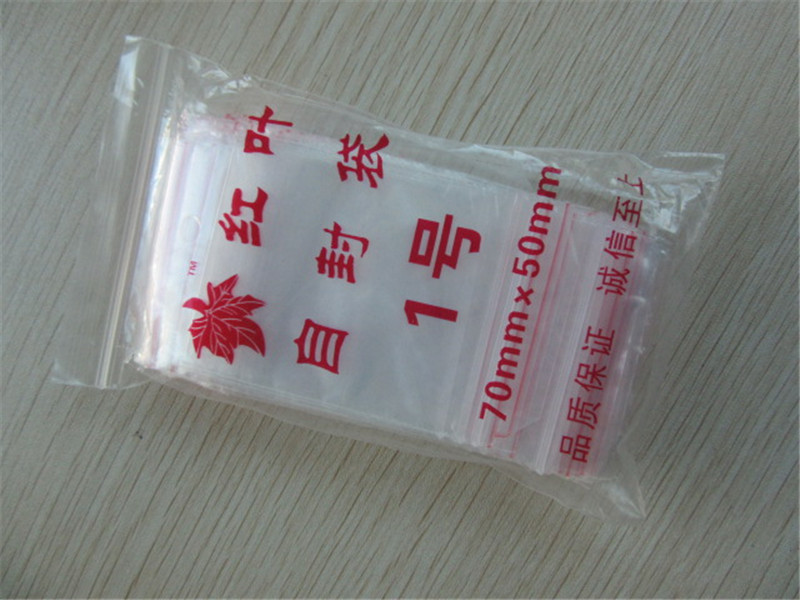 红叶
TM
自封袋
1号
70mm×50mm
品质保证 诚信至上